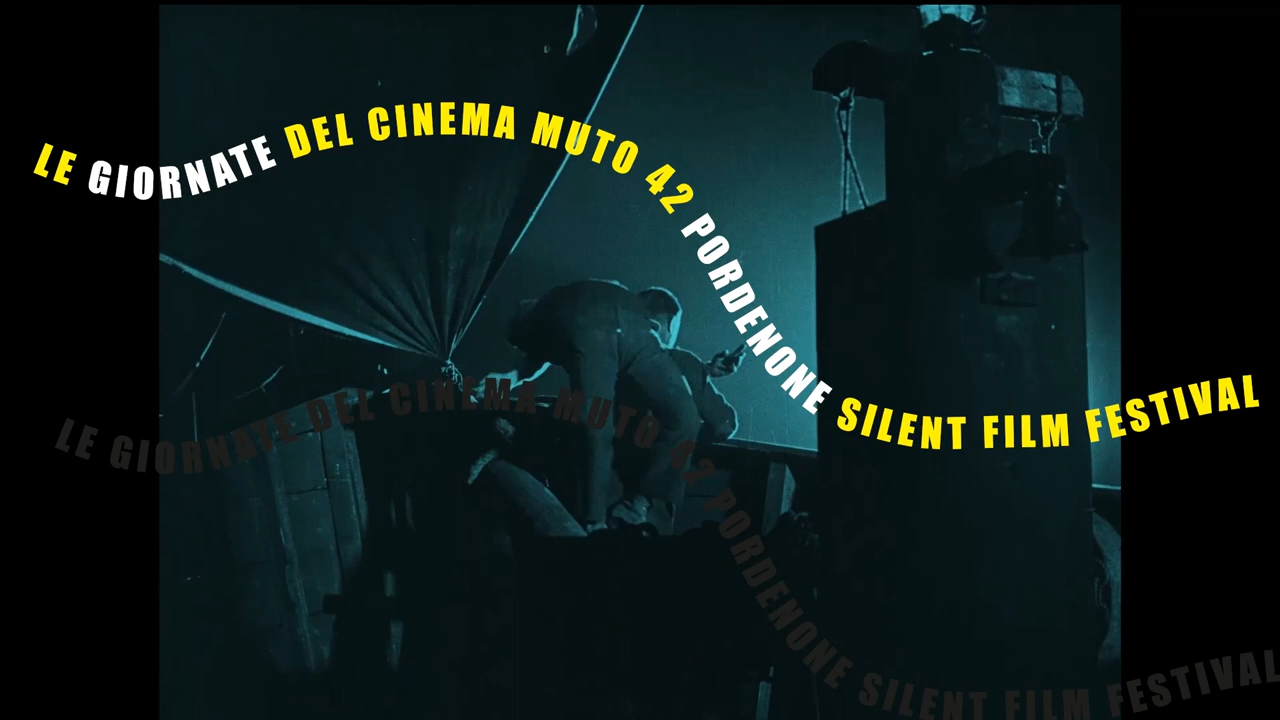 LE GIORNATE DEL CINEMA MUTO 42 PORDENONE SILENT FILM FESTIVAL
LE GIORNATE DEL CINEMA MUTO 42 PORDENONE SILENT FILM FESTIVAL